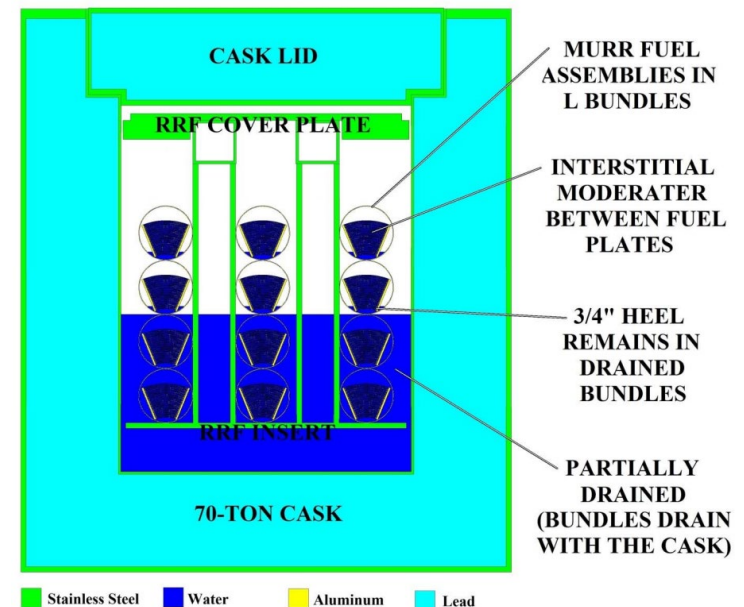 CASK LID
RRF COVER PLATE
MURR FUEL
ASSEMBLIES IN
L BUNDLES
INTERSTITIAL
MODERATER
BETWEEN FUEL
PLATES
3/4" HEEL
REMAINS IN
DRAINED
BUNDLES
RRF INSERT
PARTIALLY
DRAINED
(BUNDLES DRAIN
WITH THE CASK)
70-TON CASK
Stainless Steel Water Aluminum Lead